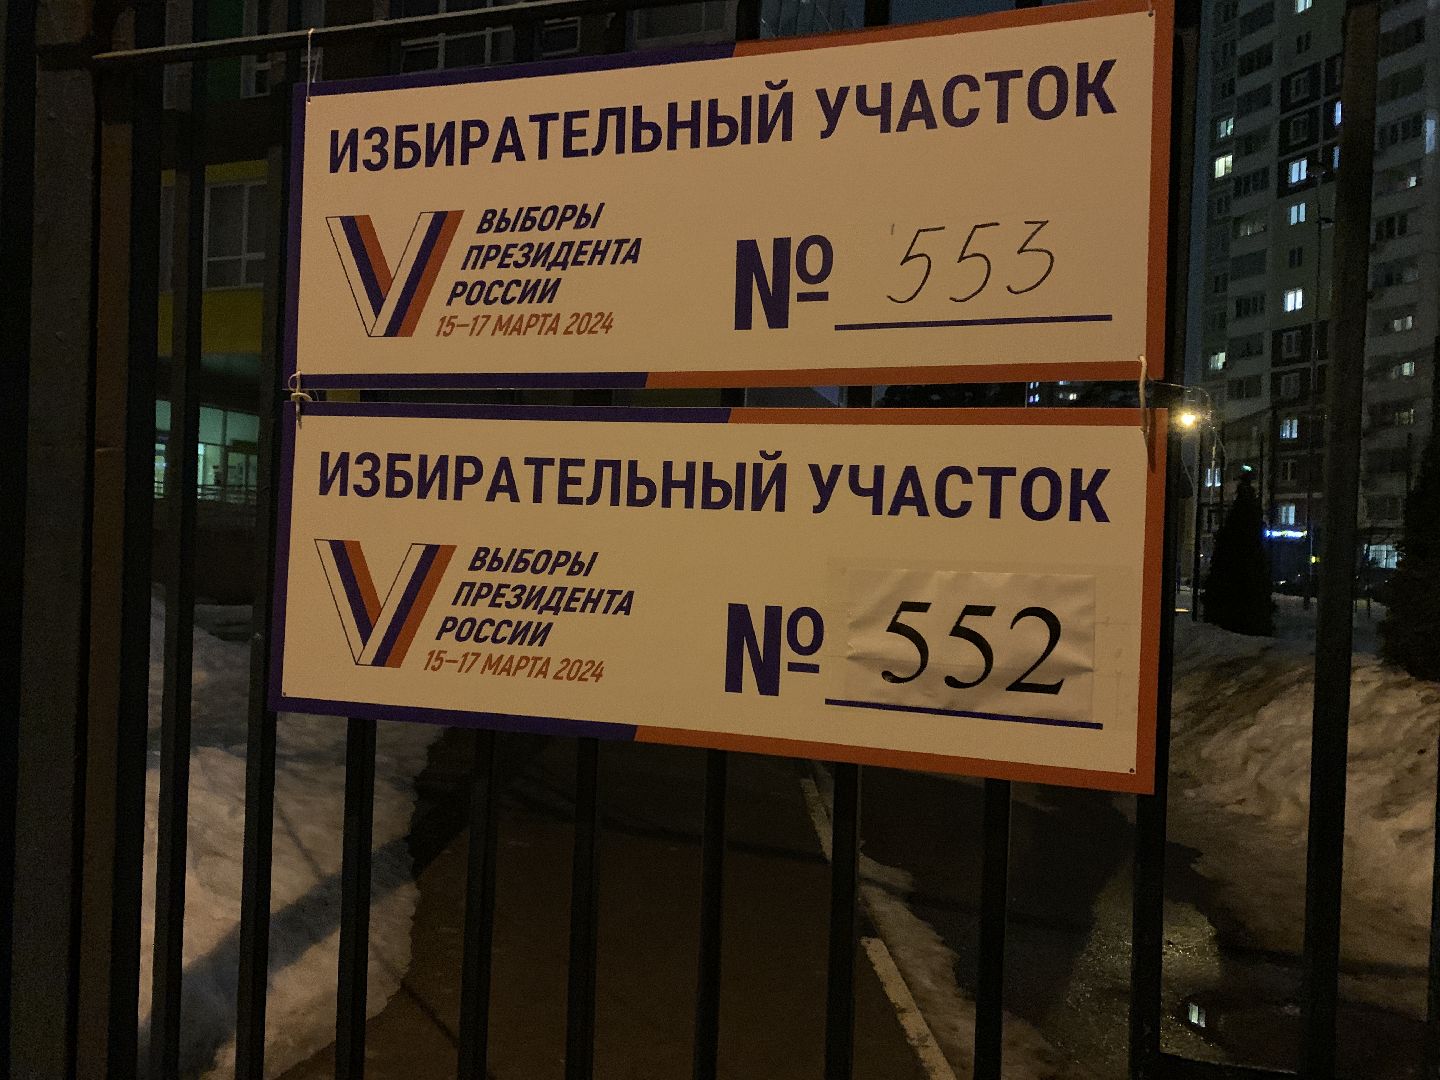 ИЗБИРАТЕЛЬНЫЙ УЧАСТОК
ВЫБОРЫ
ПРЕЗИДЕНТА
РОССИИ
15–17 МАРТА 2024
№ 553
ИЗБИРАТЕЛЬНЫЙ УЧАСТОК
ВЫБОРЫ
ПРЕЗИДЕНТА
РОССИИ
15–17 МАРТА 2024
№ 552